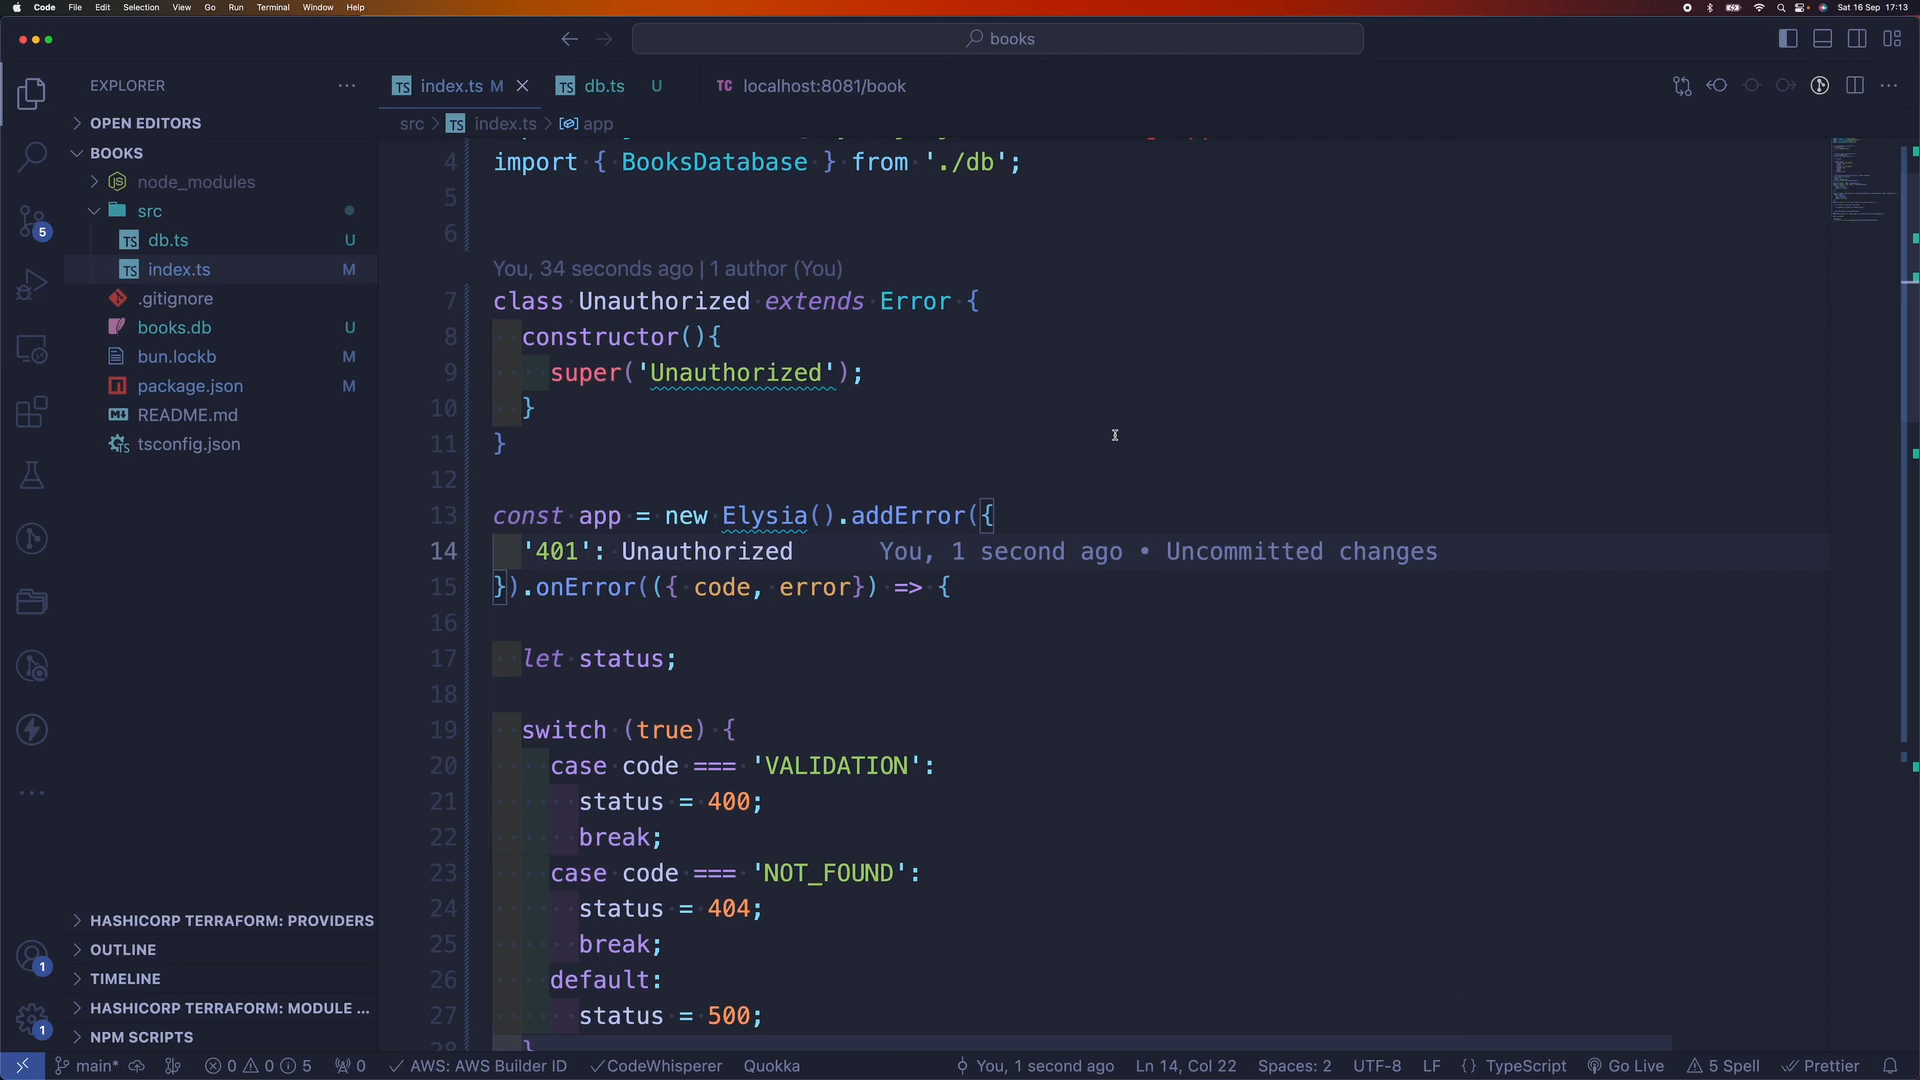 Code File Edit Selection View Go Run Terminal Window Help Sat 16 Sep 17:13
books
EXPLORER
index.ts M
db.ts U
TC localhost:8081/book
src > TS index.ts > app
OPEN EDITORS
BOOKS
node_modules
src
TS db.ts U
TS index.ts M
.gitignore
books.db U
bun.lockb M
package.json M
README.md
tsconfig.json
HASHICORP TERRAFORM: PROVIDERS
OUTLINE
TIMELINE
HASHICORP TERRAFORM: MODULE ...
NPM SCRIPTS
5
1
1
4 import { BooksDatabase } from './db';
5
6
You, 34 seconds ago | 1 author (You)
7 class Unauthorized extends Error {
8 constructor(){
9 super('Unauthorized');
10 }
11 }
12
13 const app = new Elysia().addError({
14 '401': Unauthorized You, 1 second ago • Uncommitted changes
15 }).onError(({ code, error}) => {
16
17 let status;
18
19 switch (true) {
20 case code === 'VALIDATION':
21 status = 400;
22 break;
23 case code === 'NOT_FOUND':
24 status = 404;
25 break;
26 default:
27 status = 500;
28 }
main* 0 0 5 0 AWS: AWS Builder ID CodeWhisperer Quokka You, 1 second ago Ln 14, Col 22 Spaces: 2 UTF-8 LF {} TypeScript Go Live 5 Spell Prettier